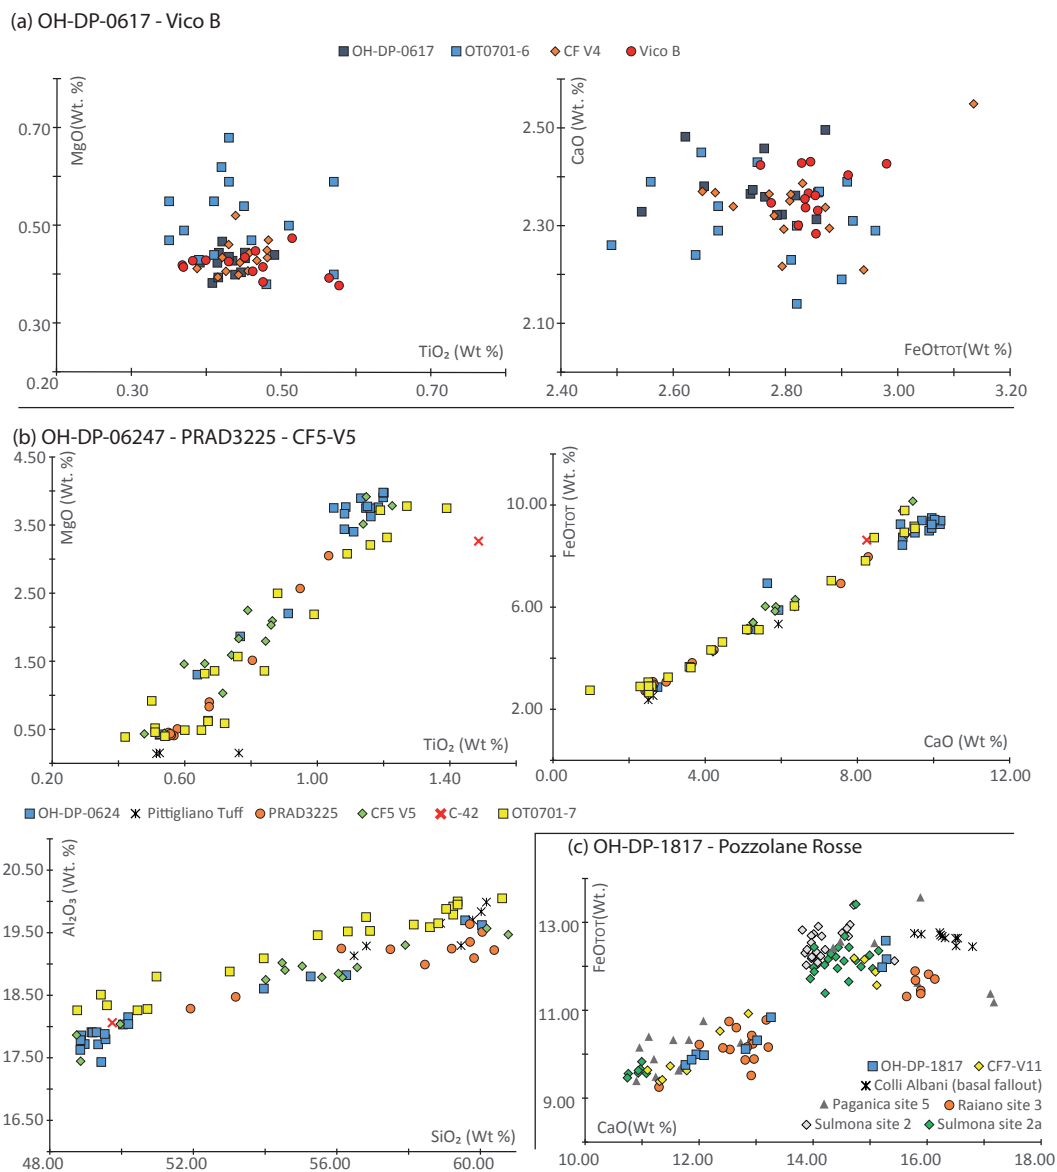 (a) OH-DP-0617 - Vico B
OH-DP-0617 OT0701-6 CF V4 Vico B
MgO(Wt. %)
0.70
0.50
0.30
0.20 0.30 0.50 0.70
TiO₂ (Wt %)
CaO (Wt. %)
2.50
2.30
2.10
2.40 2.60 2.80 3.00 3.20
FeOtTOT(Wt %)
(b) OH-DP-06247 - PRAD3225 - CF5-V5
4.50
MgO (Wt. %)
3.50
2.50
1.50
0.50
0.20 0.60 1.00 1.40
TiO₂ (Wt %)
FeOTOT (Wt. %)
10.00
6.00
2.00
0.00 4.00 8.00 12.00
CaO (Wt %)
OH-DP-0624 Pittigliano Tuff PRAD3225 CF5 V5 C-42 OT0701-7
Al₂O₃ (Wt. %)
20.50
19.50
18.50
17.50
16.50
48.00 52.00 56.00 60.00
SiO₂ (Wt %)
(c) OH-DP-1817 - Pozzolane Rosse
FeOTOT(Wt.)
13.00
11.00
9.00
OH-DP-1817 CF7-V11
Colli Albani (basal fallout)
Paganica site 5 Raiano site 3
Sulmona site 2 Sulmona site 2a
CaO(Wt %)
10.00 12.00 14.00 16.00 18.00